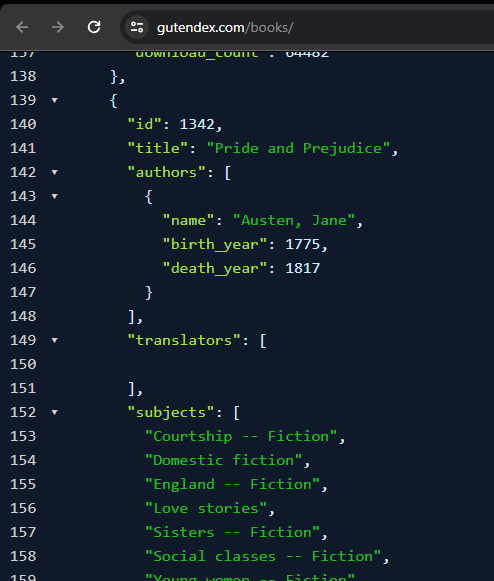 gutendex.com/books/
157 "download_count": 64482
138 },
139 {
140 "id": 1342,
141 "title": "Pride and Prejudice",
142 "authors": [
143 {
144 "name": "Austen, Jane",
145 "birth_year": 1775,
146 "death_year": 1817
147 }
148 ],
149 "translators": [
150
151 ],
152 "subjects": [
153 "Courtship -- Fiction",
154 "Domestic fiction",
155 "England -- Fiction",
156 "Love stories",
157 "Sisters -- Fiction",
158 "Social classes -- Fiction",
159 "Young women -- Fiction",